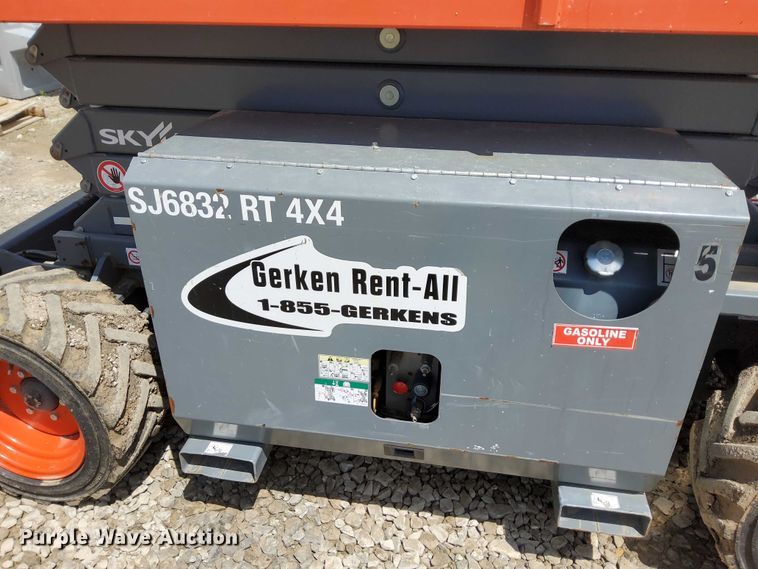 SKY
SJ6832 RT 4X4
Gerken Rent-All
1-855-GERKENS
5
GASOLINE
ONLY
Purple Wave Auction